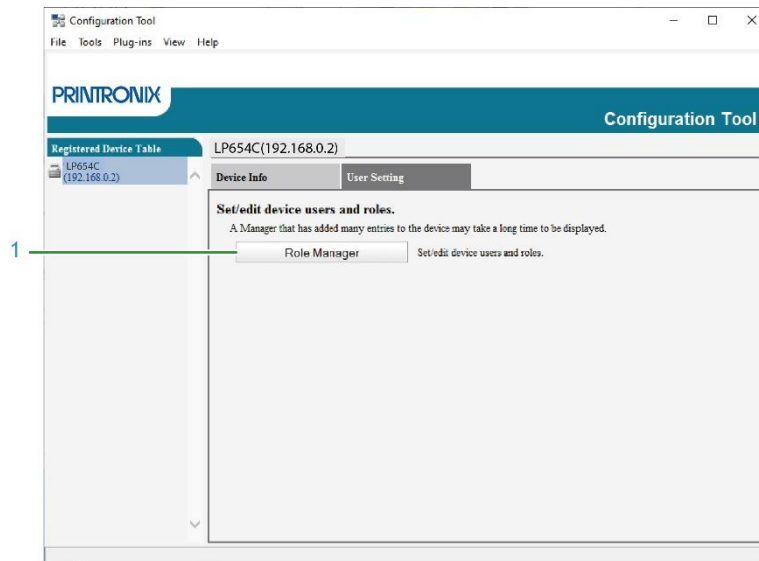 Configuration Tool
File Tools Plug-ins View Help
PRINTRONIX
Configuration Tool
Registered Device Table
LP654C
(192.168.0.2)
LP654C(192.168.0.2)
Device Info User Setting
Set/edit device users and roles.
A Manager that has added many entries to the device may take a long time to be displayed.
1
Role Manager Set/edit device users and roles.